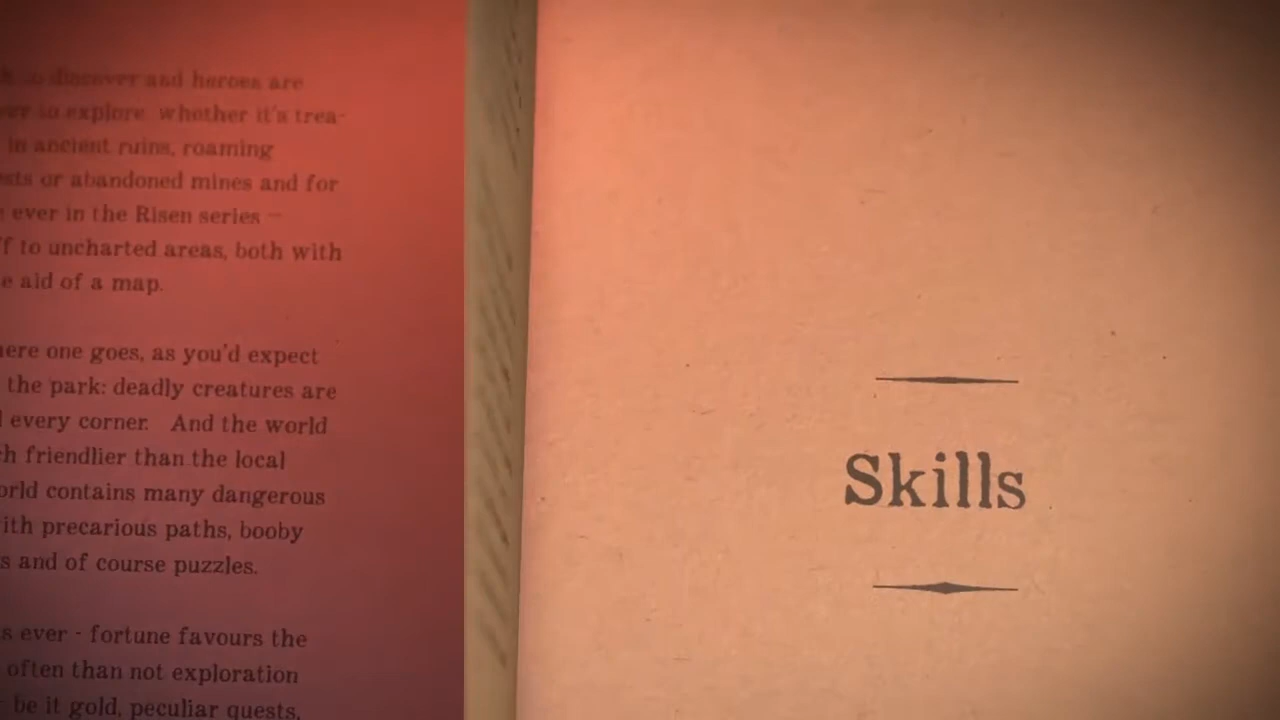 to discover and heroes are
to explore, whether it's trea-
in ancient ruins, roaming
or abandoned mines and for
ever in the Risen series -
to uncharted areas, both with
aid of a map.
one goes, as you'd expect
the park: deadly creatures are
every corner. And the world
friendlier than the local
contains many dangerous
precarious paths, booby
and of course puzzles.
ever - fortune favours the
often than not exploration
be it gold, peculiar quests,
Skills